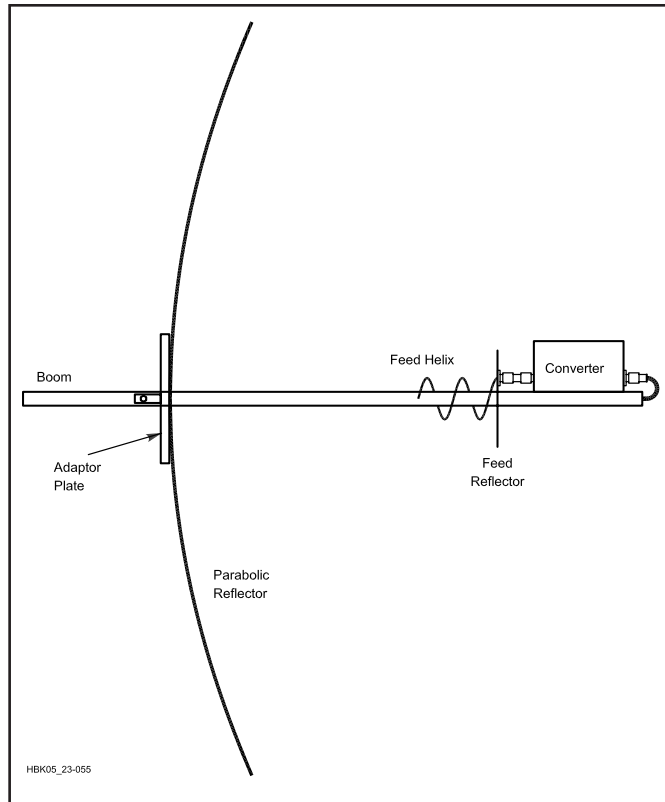 Boom
Feed Helix
Converter
Adaptor
Plate
Feed
Reflector
Parabolic
Reflector
HBK05_23-055